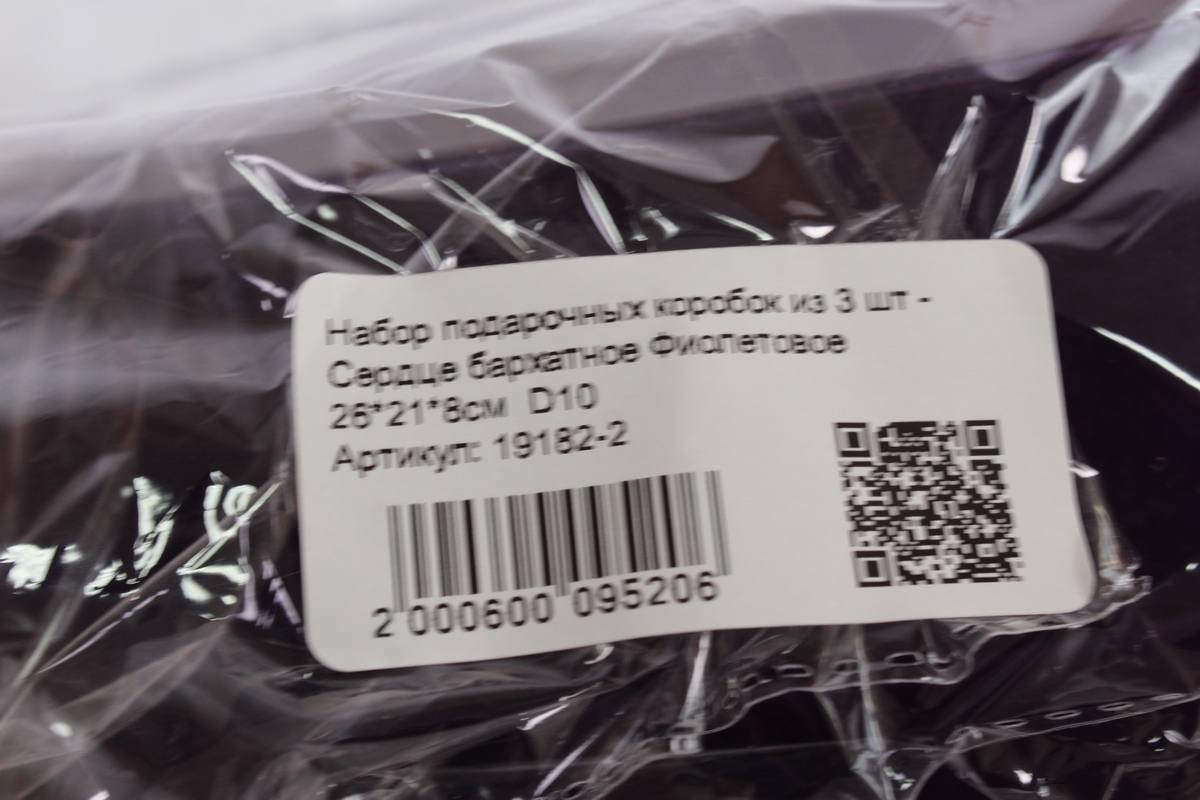 Набор подарочных коробок из 3 шт -
Сердце бархатное Фиолетовое
26*21*8см D10
Артикул: 19182-2
2 000600 095206